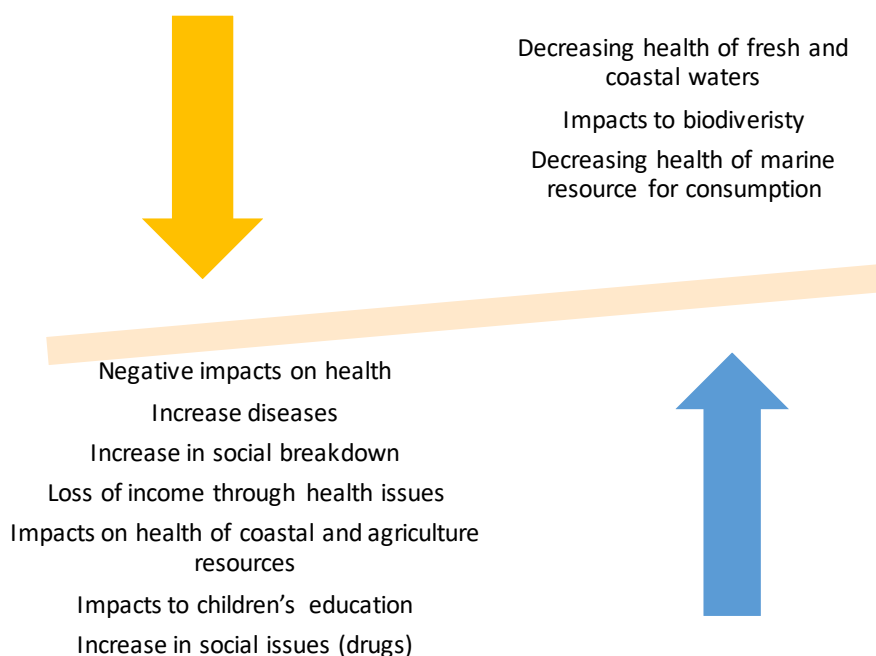 Decreasing health of fresh and
coastal waters
Impacts to biodiveristy
Decreasing health of marine
resource for consumption
Negative impacts on health
Increase diseases
Increase in social breakdown
Loss of income through health issues
Impacts on health of coastal and agriculture
resources
Impacts to children’s education
Increase in social issues (drugs)